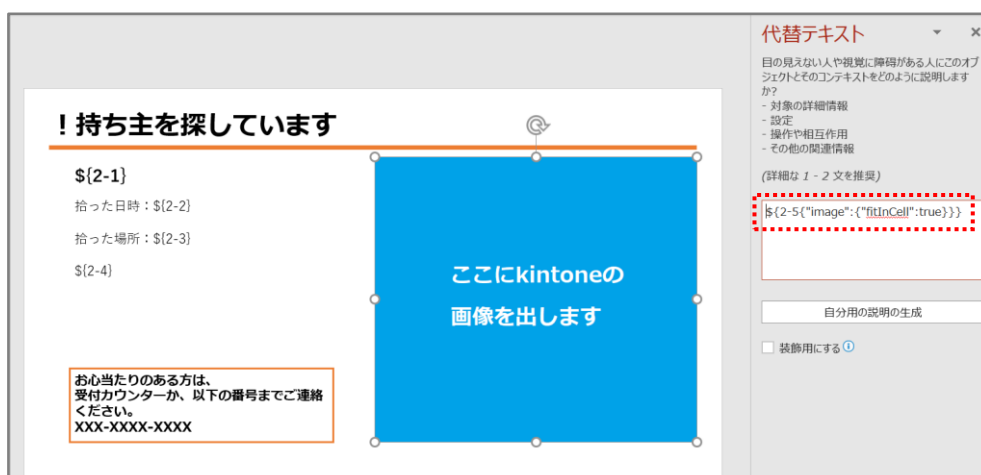 ！持ち主を探しています
${2-1}
拾った日時：${2-2}
拾った場所：${2-3}
${2-4}
ここにkintoneの
画像を出します
お心当たりのある方は、
受付カウンターか、以下の番号までご連絡
ください。
XXX-XXXX-XXXX
代替テキスト
目の見えない人や視覚に障碍がある人にこのオブ
ジェクトとそのコンテキストをどのように説明します
か?
- 対象の詳細情報
- 設定
- 操作や相互作用
- その他の関連情報
(詳細な 1 - 2 文を推奨)
${2-5{"image":{"fitInCell":true}}}
自分用の説明の生成
装飾用にする